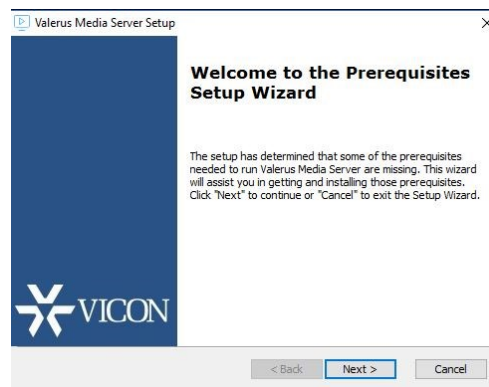 Valerus Media Server Setup
Welcome to the Prerequisites
Setup Wizard
The setup has determined that some of the prerequisites
needed to run Valerus Media Server are missing. This wizard
will assist you in getting and installing those prerequisites.
Click "Next" to continue or "Cancel" to exit the Setup Wizard.
VICON
< Back Next > Cancel